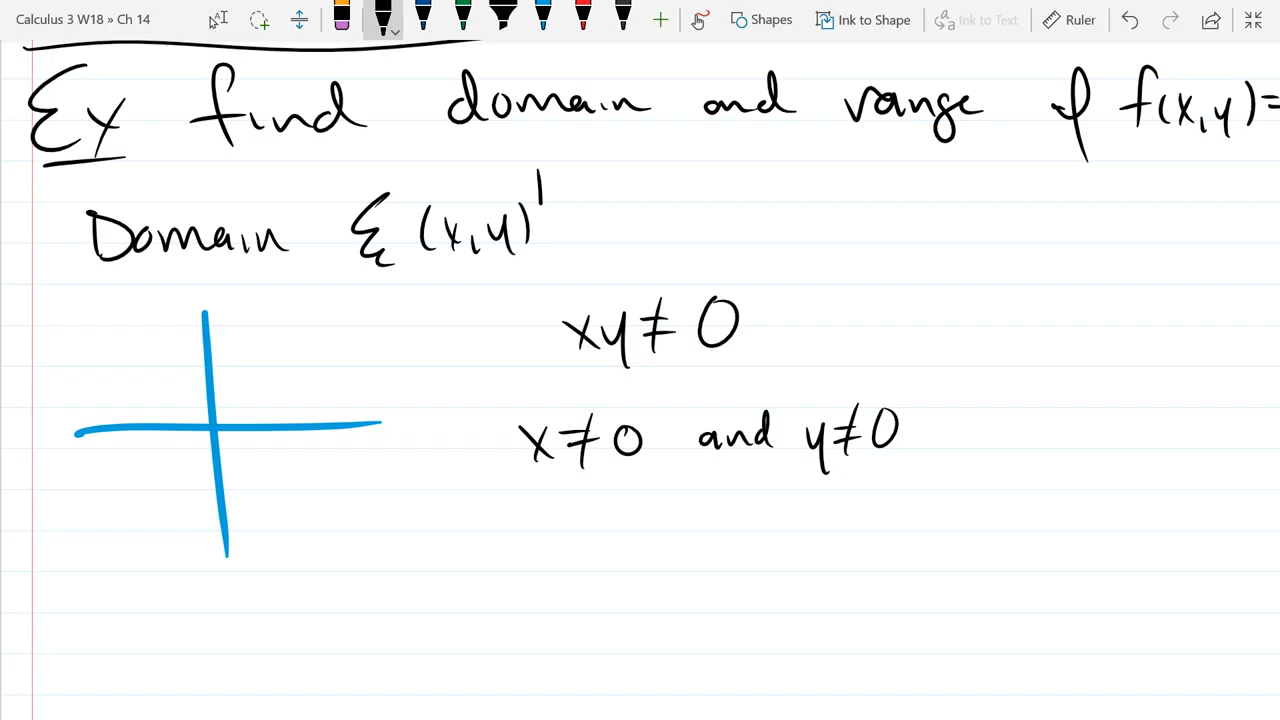 Calculus 3 W18 » Ch 14
Shapes Ink to Shape Ink to Text Ruler
Ex find domain and range of f(x,y)=
Domain { (x,y) |
xy ≠ 0
x ≠ 0 and y ≠ 0